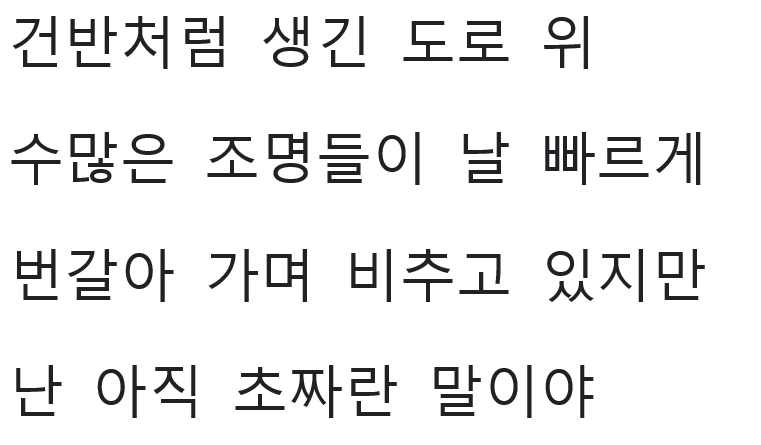 건반처럼 생긴 도로 위
수많은 조명들이 날 빠르게
번갈아 가며 비추고 있지만
난 아직 초짜란 말이야